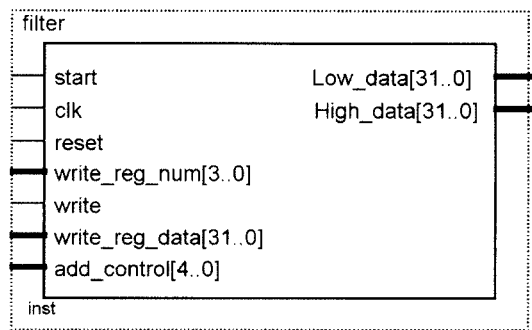 filter
start
Low_data[31..0]
clk
High_data[31..0]
reset
write_reg_num[3..0]
write
write_reg_data[31..0]
add_control[4..0]
inst